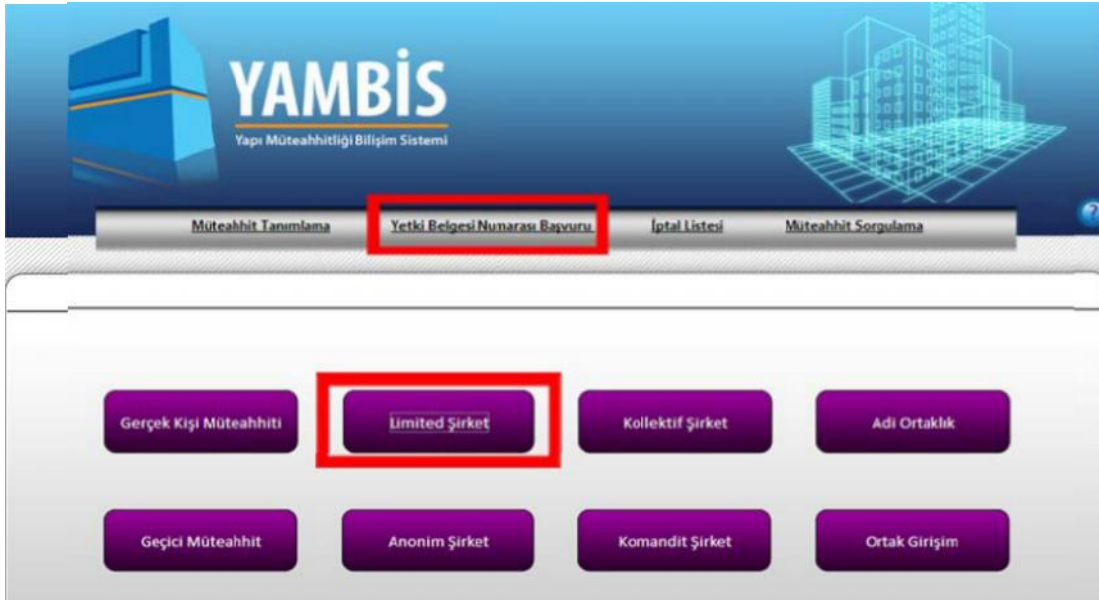 YAMBİS
Yapı Müteahhitliği Bilişim Sistemi
Müteahhit Tanımlama Yetki Belgesi Numarası Başvuru İptal Listesi Müteahhit Sorgulama
?
Gerçek Kişi Müteahhiti Limited Şirket Kollektif Şirket Adi Ortaklık
Geçici Müteahhit Anonim Şirket Komandit Şirket Ortak Girişim